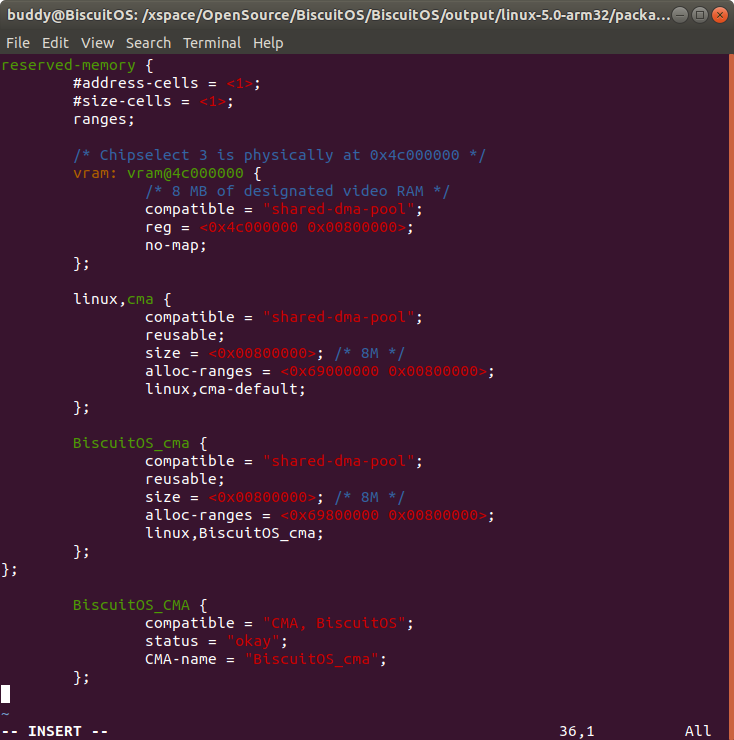 buddy@BiscuitOS: /xspace/OpenSource/BiscuitOS/BiscuitOS/output/linux-5.0-arm32/packa...
File Edit View Search Terminal Help
reserved-memory {
        #address-cells = <1>;
        #size-cells = <1>;
        ranges;

        /* Chipselect 3 is physically at 0x4c000000 */
        vram: vram@4c000000 {
                /* 8 MB of designated video RAM */
                compatible = "shared-dma-pool";
                reg = <0x4c000000 0x00800000>;
                no-map;
        };

        linux,cma {
                compatible = "shared-dma-pool";
                reusable;
                size = <0x00800000>; /* 8M */
                alloc-ranges = <0x69000000 0x00800000>;
                linux,cma-default;
        };

        BiscuitOS_cma {
                compatible = "shared-dma-pool";
                reusable;
                size = <0x00800000>; /* 8M */
                alloc-ranges = <0x69800000 0x00800000>;
                linux,BiscuitOS_cma;
        };
};

        BiscuitOS_CMA {
                compatible = "CMA, BiscuitOS";
                status = "okay";
                CMA-name = "BiscuitOS_cma";
        };

~
-- INSERT -- 36,1 All